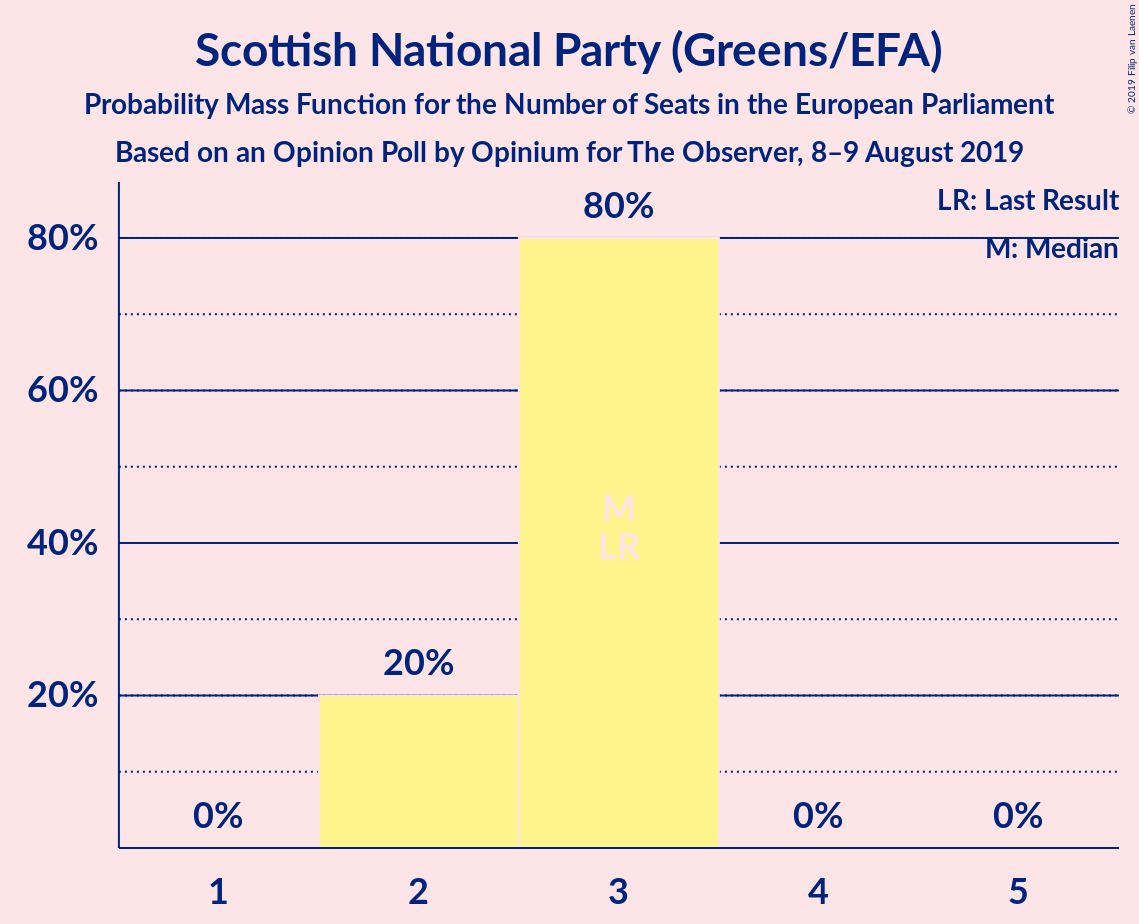 Scottish National Party (Greens/EFA)
Probability Mass Function for the Number of Seats in the European Parliament
Based on an Opinion Poll by Opinium for The Observer, 8–9 August 2019
© 2019 Filip van Laenen
LR: Last Result
M: Median
80%
60%
40%
20%
0%
20%
80%
M
LR
0%
0%
1
2
3
4
5